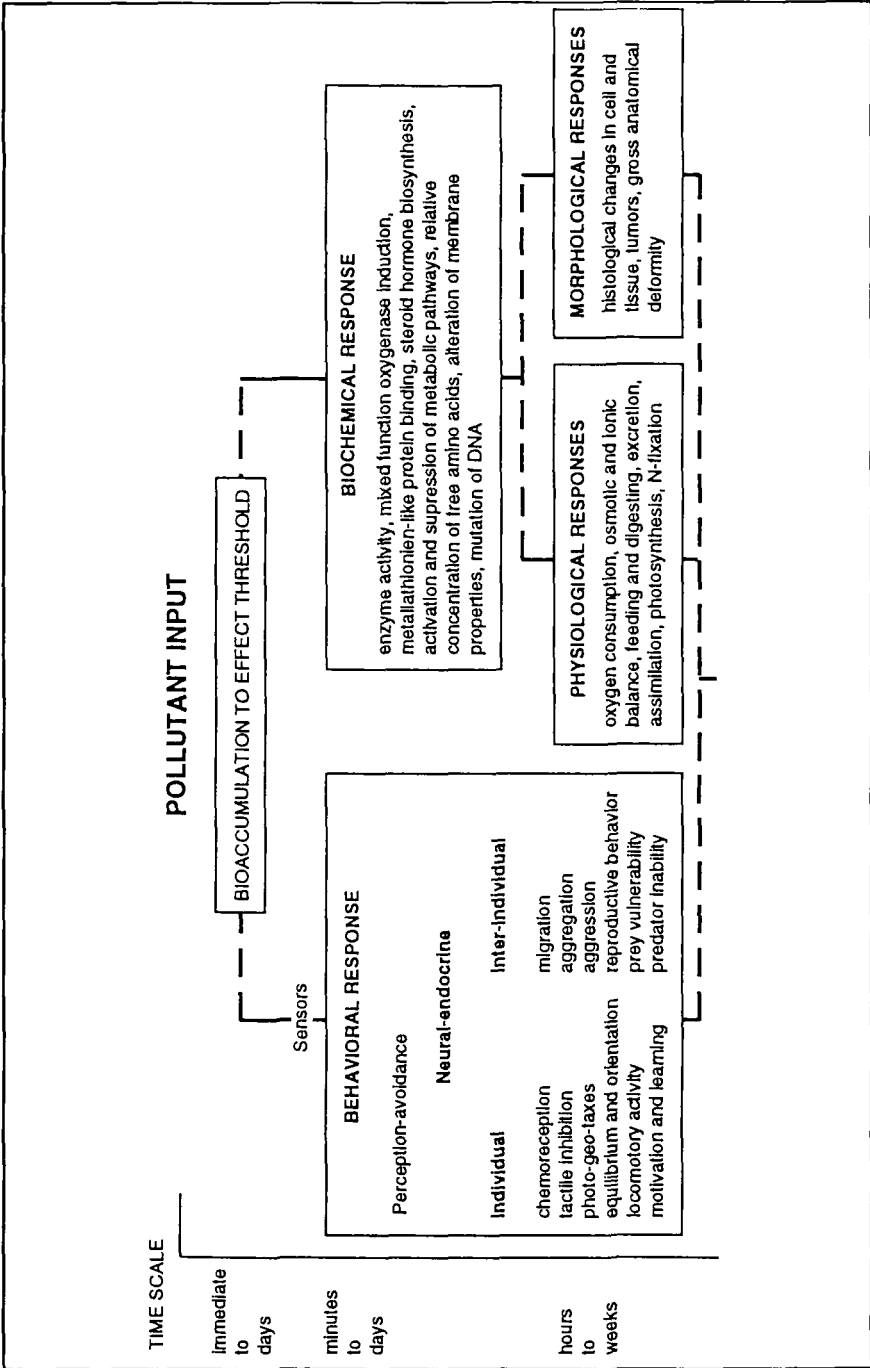 POLLUTANT INPUT
TIME SCALE
immediate
to
days
BIOACCUMULATION TO EFFECT THRESHOLD
Sensors
minutes
to
days
BEHAVIORAL RESPONSE
Perception-avoidance
Neural-endocrine
Individual
chemoreception
tactile inhibition
photo-geo-taxes
equilibrium and orientation
locomotory activity
motivation and learning
Inter-Individual
migration
aggregation
aggression
reproductive behavior
prey vulnerability
predator inability
BIOCHEMICAL RESPONSE
enzyme activity, mixed function oxygenase induction,
metallathionien-like protein binding, steroid hormone biosynthesis,
activation and supression of metabolic pathways, relative
concentration of free amino acids, alteration of membrane
properties, mutation of DNA
hours
to
weeks
PHYSIOLOGICAL RESPONSES
oxygen consumption, osmotic and ionic
balance, feeding and digesting, excretion,
assimilation, photosynthesis, N-fixation
MORPHOLOGICAL RESPONSES
histological changes in cell and
tissue, tumors, gross anatomical
deformity